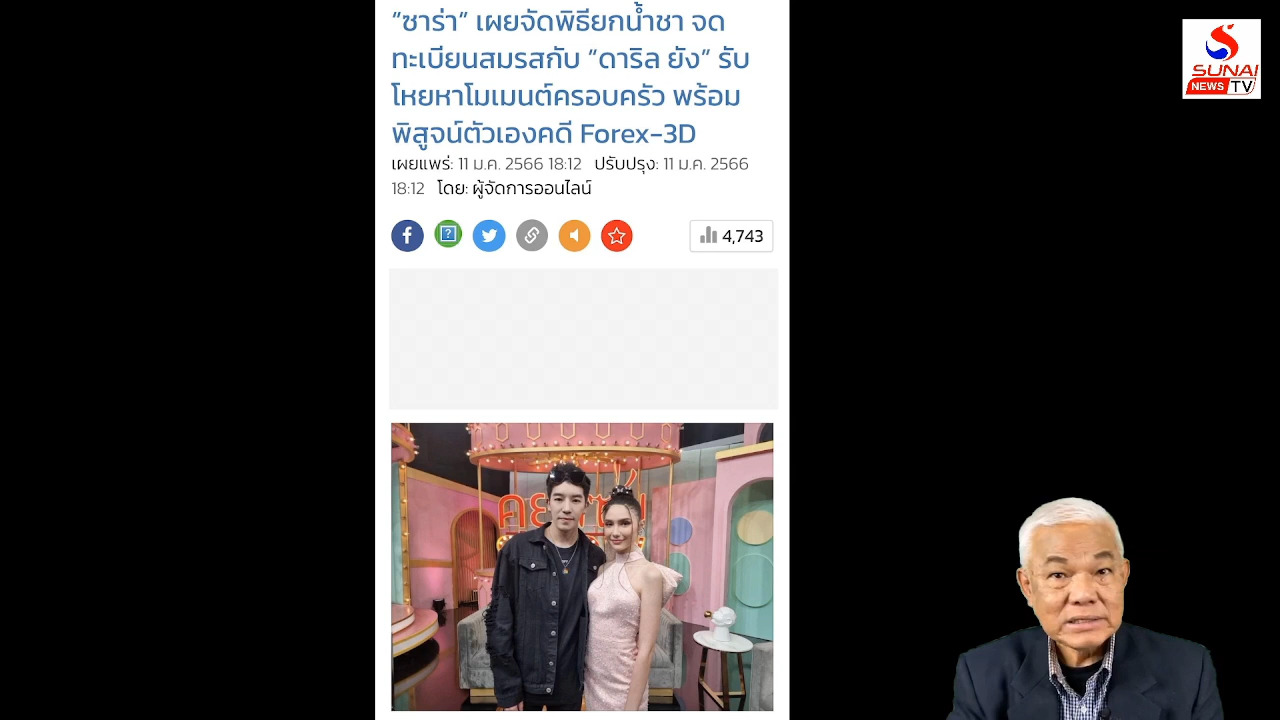 “ซาร่า” เผยจัดพิธียกน้ำชา จด
ทะเบียนสมรสกับ “ดาริล ยัง” รับ
โหยหาโมเมนต์ครอบครัว พร้อม
พิสูจน์ตัวเองคดี Forex-3D
เผยแพร่: 11 ม.ค. 2566 18:12 ปรับปรุง: 11 ม.ค. 2566
18:12 โดย: ผู้จัดการออนไลน์
4,743
SUNAI
NEWS TV